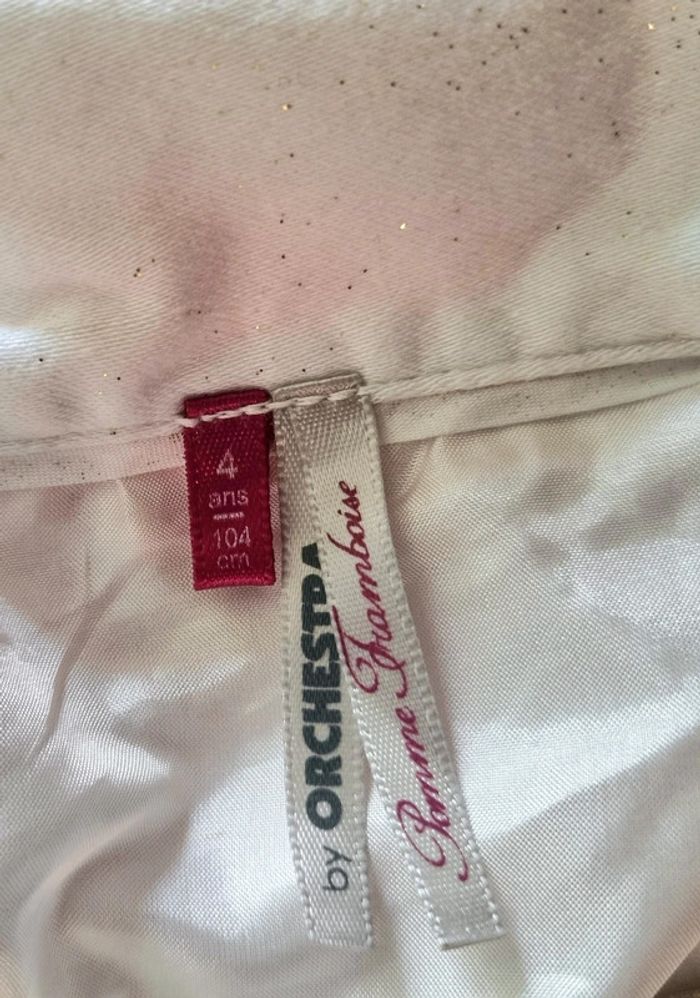 4
ans
104
cm
by ORCHESTRA
Pomme Framboise